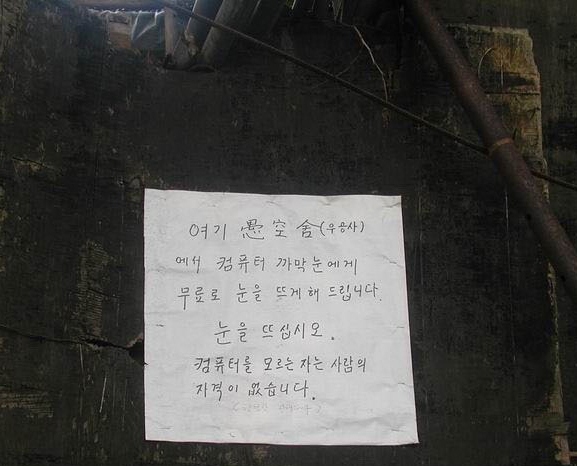 여기 愚空舍(우공사)
에서 컴퓨터 까막눈에게
무료로 눈을 뜨게 해 드립니다.
눈을 뜨십시오.
컴퓨터를 모르는 자는 사람의
자격이 없습니다.